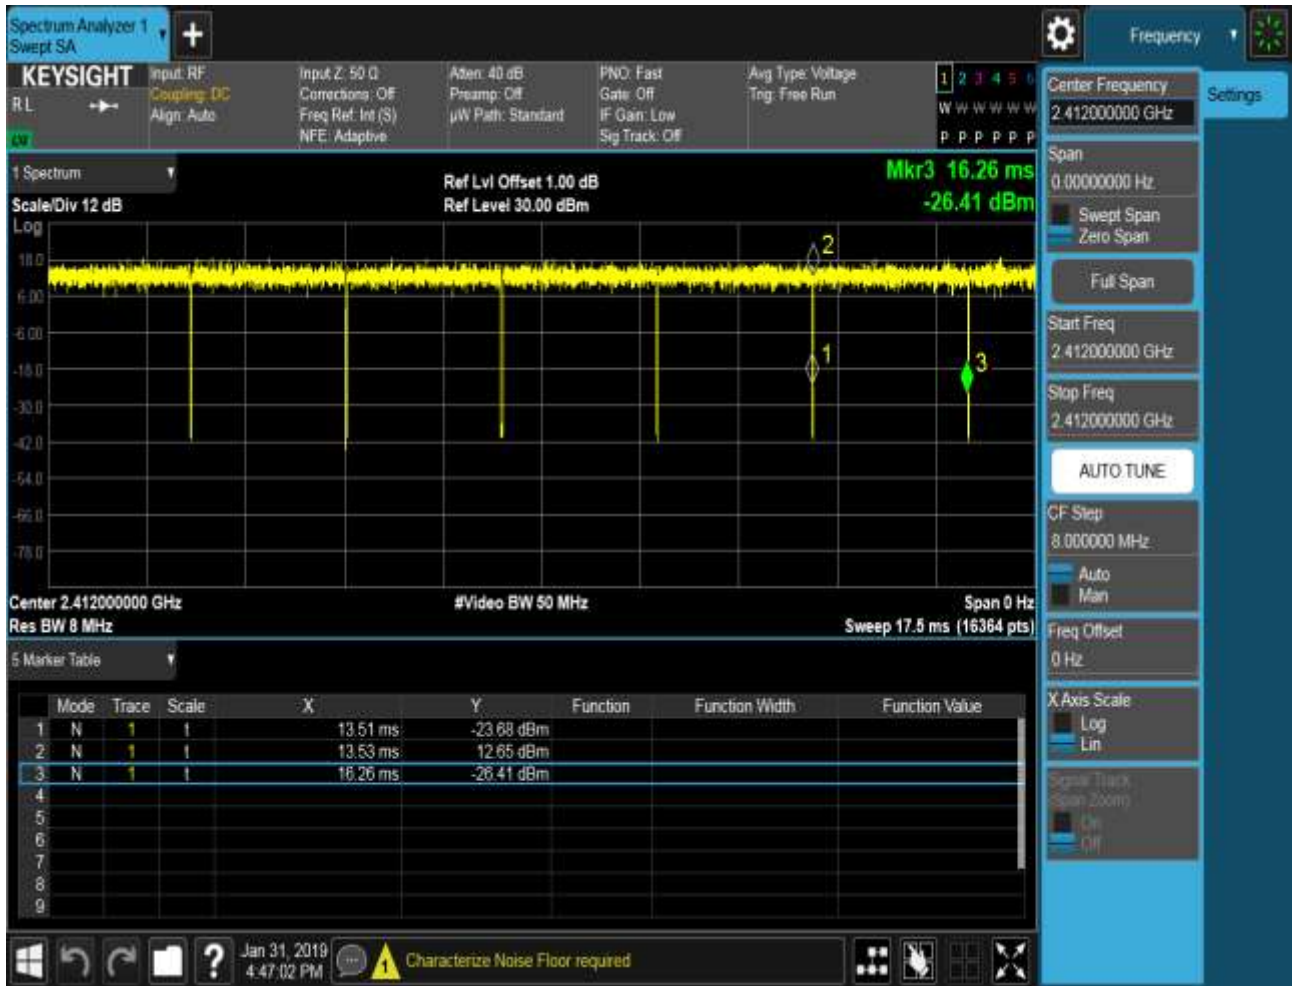 Spectrum Analyzer 1
Swept SA
Frequency
KEYSIGHT
R L
Input: RF
Coupling: DC
Align: Auto
Input Z: 50 Ω
Corrections: Off
Freq Ref: Int (S)
NFE: Adaptive
Atten: 40 dB
Preamp: Off
µW Path: Standard
PNO: Fast
Gate: Off
IF Gain: Low
Sig Track: Off
Avg Type: Voltage
Trig: Free Run
1 2 3 4 5 6
W W W W W W
P P P P P P
1 Spectrum
Scale/Div 12 dB
Log
Ref Lvl Offset 1.00 dB
Ref Level 30.00 dBm
Mkr3 16.26 ms
-26.41 dBm
18.0
6.00
-6.00
-18.0
-30.0
-42.0
-54.0
-66.0
-78.0
2
1
3
Center 2.412000000 GHz
Res BW 8 MHz
#Video BW 50 MHz
Span 0 Hz
Sweep 17.5 ms (16364 pts)
5 Marker Table
Mode Trace Scale X Y Function Function Width Function Value
1 N 1 t 13.51 ms -23.68 dBm
2 N 1 t 13.53 ms 12.65 dBm
3 N 1 t 16.26 ms -26.41 dBm
4
5
6
7
8
9
Jan 31, 2019
4:47:02 PM
1
Characterize Noise Floor required
Center Frequency
2.412000000 GHz
Settings
Span
0.00000000 Hz
Swept Span
Zero Span
Full Span
Start Freq
2.412000000 GHz
Stop Freq
2.412000000 GHz
AUTO TUNE
CF Step
8.000000 MHz
Auto
Man
Freq Offset
0 Hz
X Axis Scale
Log
Lin
Signal Track
(Span Zoom)
On
Off